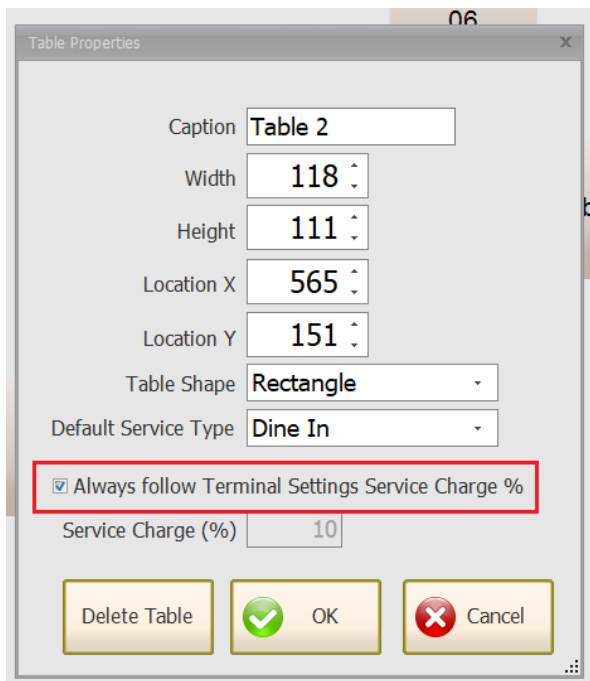 06
Table Properties x
Caption Table 2
Width 118
Height 111
Location X 565
Location Y 151
Table Shape Rectangle
Default Service Type Dine In
Always follow Terminal Settings Service Charge %
Service Charge (%) 10
Delete Table OK Cancel